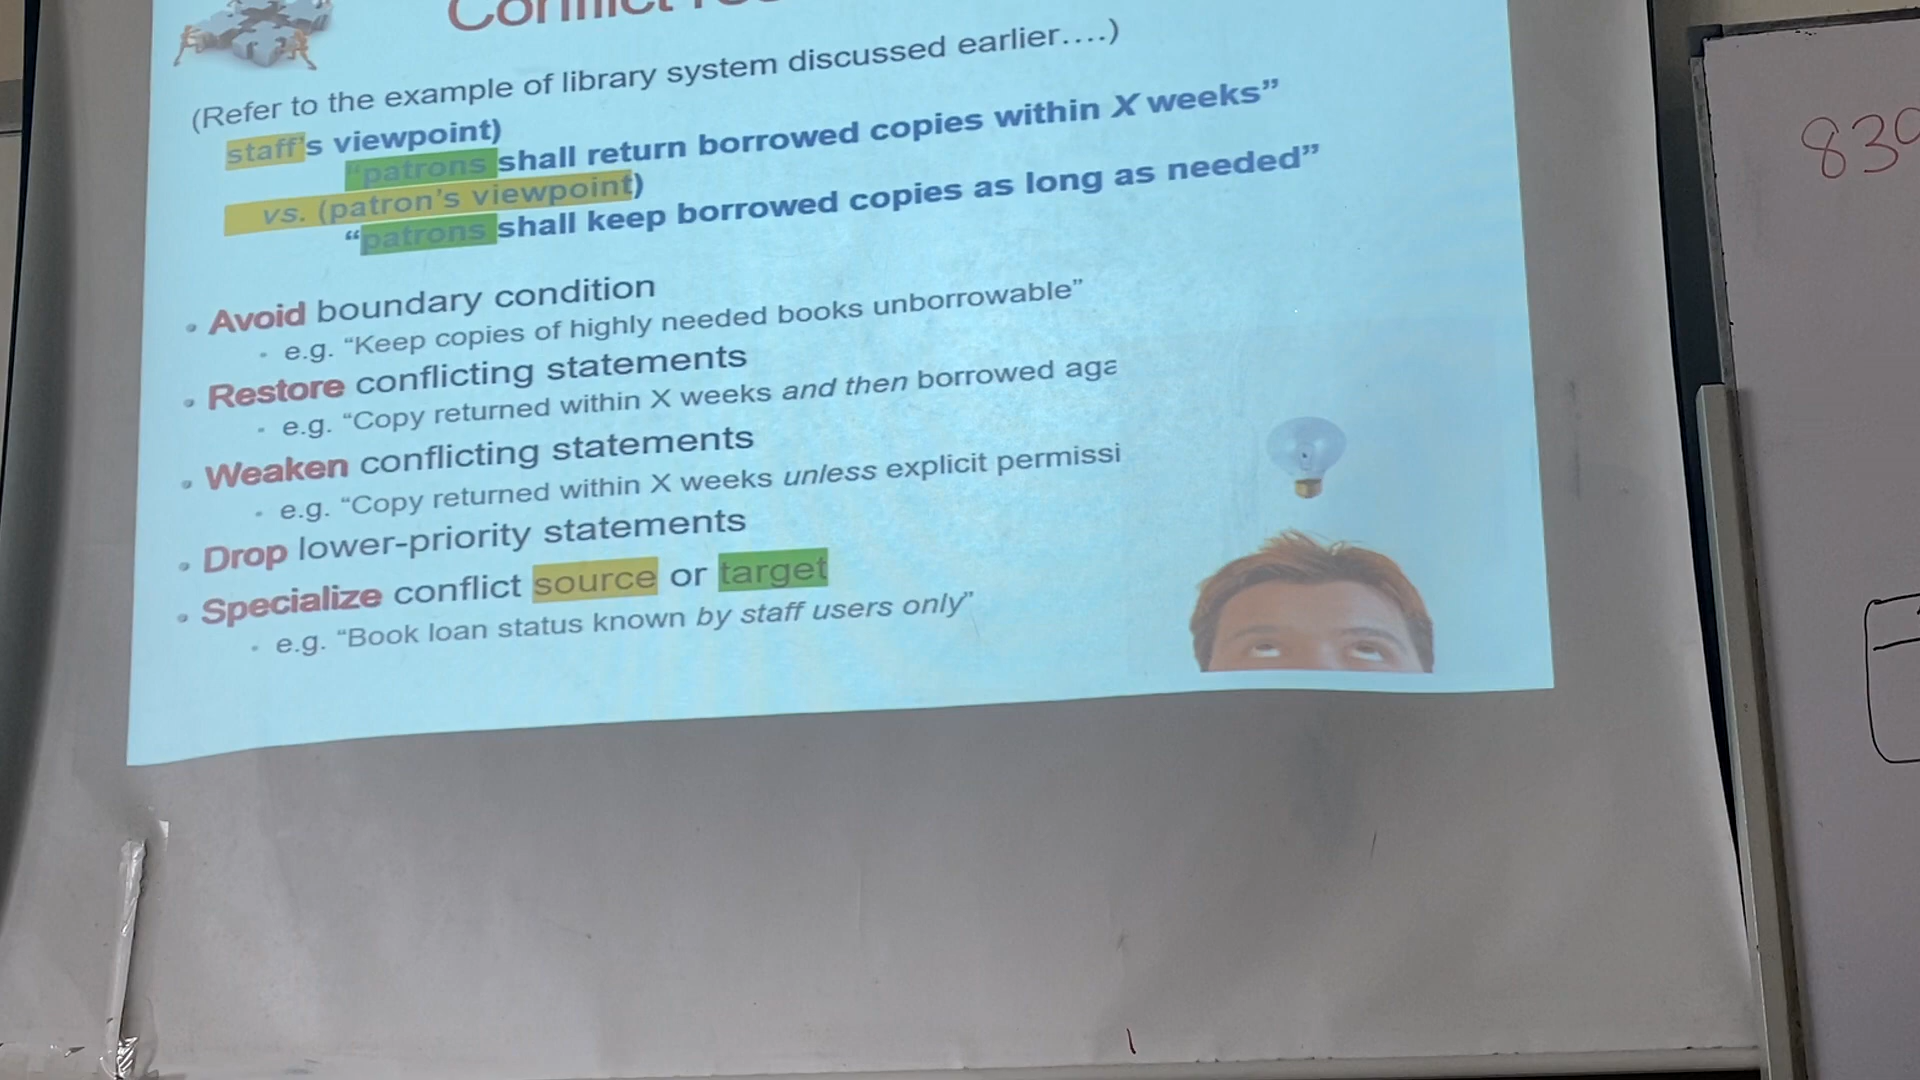 Conflict
(Refer to the example of library system discussed earlier….)
staff's viewpoint)
"patrons shall return borrowed copies within X weeks"
vs. (patron's viewpoint)
"patrons shall keep borrowed copies as long as needed"
• Avoid boundary condition
• e.g. "Keep copies of highly needed books unborrowable"
• Restore conflicting statements
• e.g. "Copy returned within X weeks and then borrowed aga
• Weaken conflicting statements
• e.g. "Copy returned within X weeks unless explicit permissi
• Drop lower-priority statements
• Specialize conflict source or target
• e.g. "Book loan status known by staff users only"